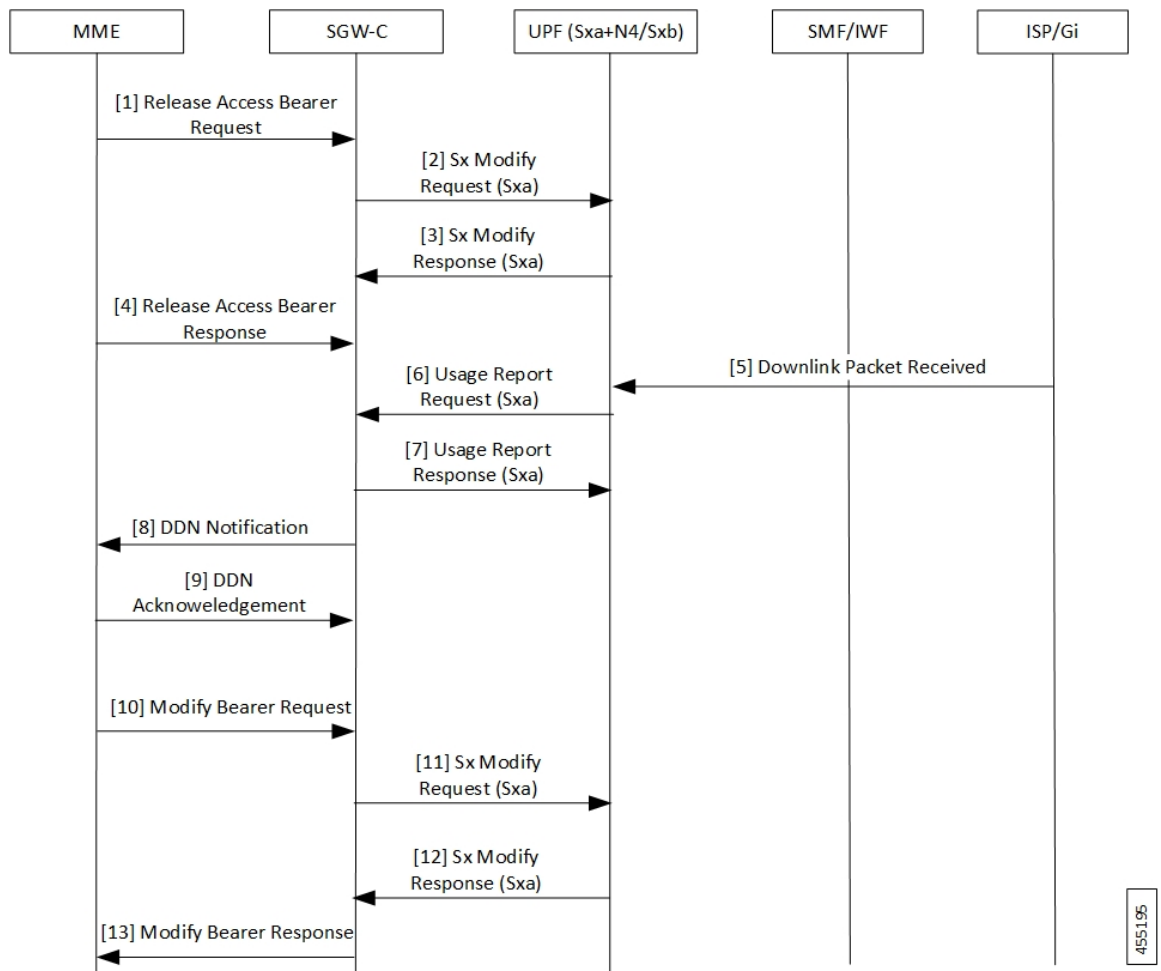 MME
SGW-C
UPF (Sxa+N4/Sxb)
SMF/IWF
ISP/Gi
[1] Release Access Bearer
Request
[2] Sx Modify
Request (Sxa)
[3] Sx Modify
Response (Sxa)
[4] Release Access Bearer
Response
[5] Downlink Packet Received
[6] Usage Report
Request (Sxa)
[7] Usage Report
Response (Sxa)
[8] DDN Notification
[9] DDN
Acknoweledgement
[10] Modify Bearer Request
[11] Sx Modify
Request (Sxa)
[12] Sx Modify
Response (Sxa)
[13] Modify Bearer Response
455195